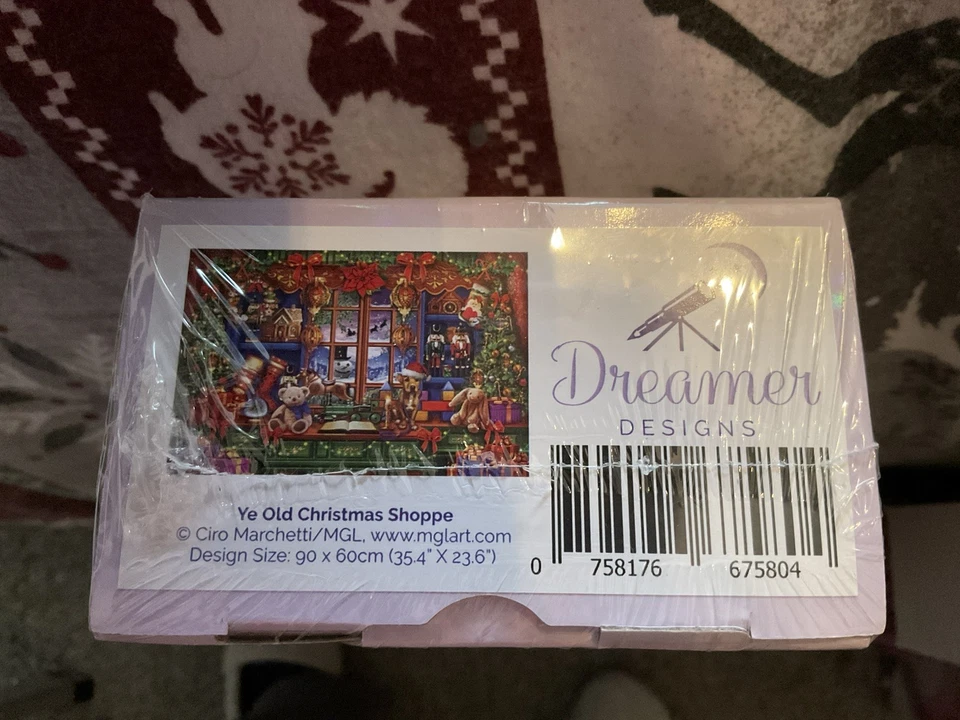 Dreamer
DESIGNS
Ye Old Christmas Shoppe
© Ciro Marchetti/MGL, www.mglart.com
Design Size: 90 x 60cm (35.4" X 23.6")
0 758176 675804